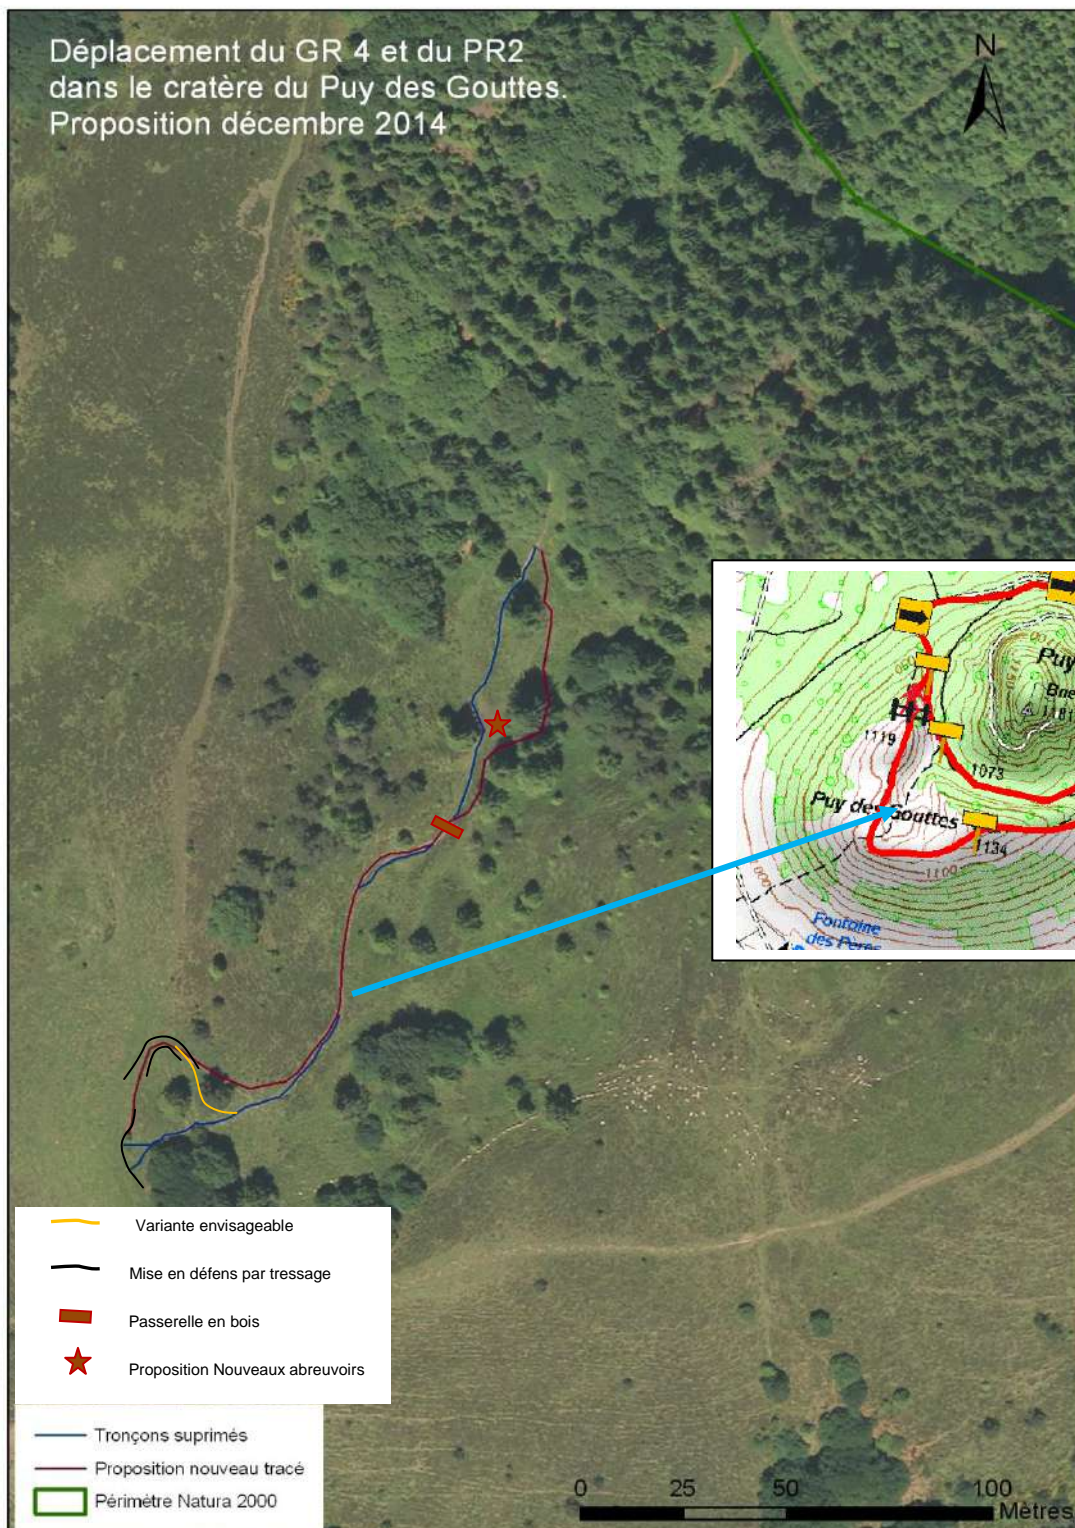 Déplacement du GR 4 et du PR2
dans le cratère du Puy des Gouttes.
Proposition décembre 2014
N
Puy
1181
1119
1073
Puy des Gouttes
1134
1100
1000
Fontaine
des Pères
Variante envisageable
Mise en défens par tressage
Passerelle en bois
Proposition Nouveaux abreuvoirs
Tronçons suprimés
Proposition nouveau tracé
Périmètre Natura 2000
0 25 50 100
Mètres